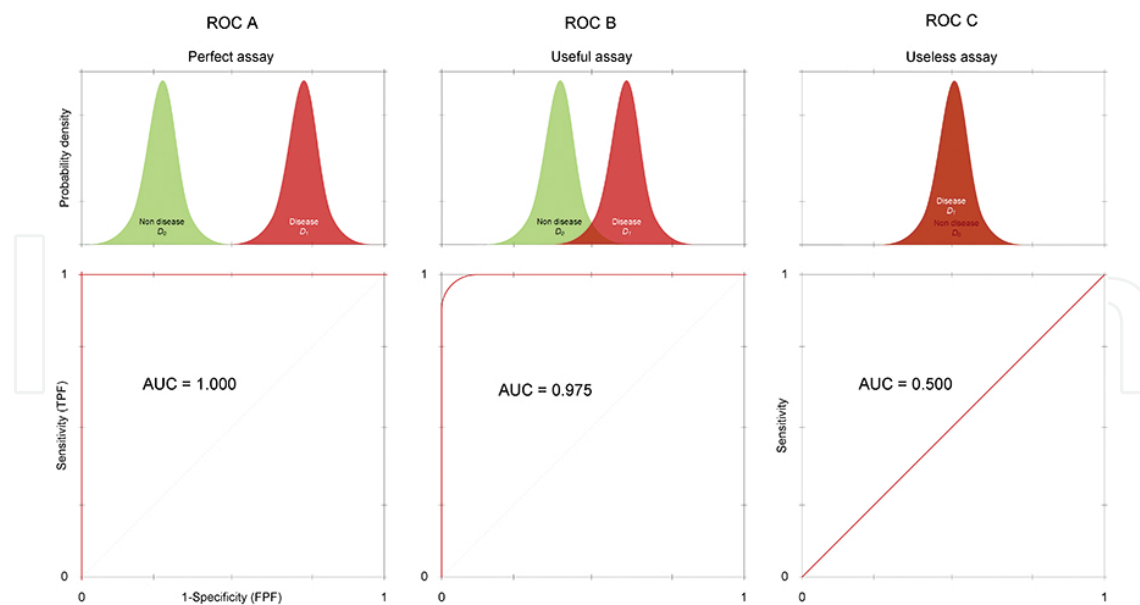 ROC A
Perfect assay
Probability density
Non disease
D₀
Disease
D₁
1
AUC = 1.000
Sensitivity (TPF)
0
0
1-Specificity (FPF)
1
ROC B
Useful assay
Non disease
D₀
Disease
D₁
1
AUC = 0.975
0
0
1
ROC C
Useless assay
Disease
D₁
Non disease
D₀
1
AUC = 0.500
Sensitivity
0
0
1